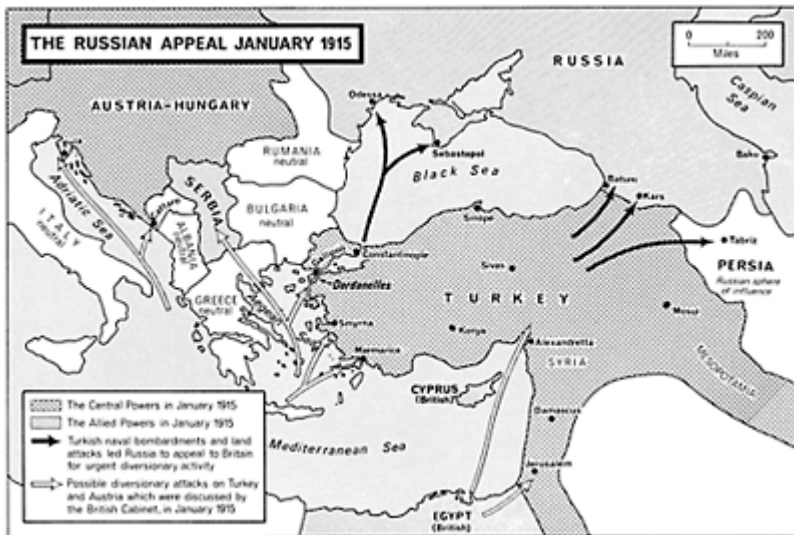 THE RUSSIAN APPEAL JANUARY 1915
0 200
Miles
RUSSIA
AUSTRIA-HUNGARY
Caspian
Sea
Odessa
RUMANIA
neutral
Sebastopol
Black Sea
Baku
Adriatic Sea
SERBIA
Cattaro
BULGARIA
neutral
Batum
Kars
ITALY
neutral
ALBANIA
neutral
Sinope
Constantinople
Tabriz
Dardanelles
Sivas
PERSIA
Russian sphere
of influence
GREECE
neutral
Aegean
TURKEY
Smyrna
Konya
Mosul
Marmarica
Alexandretta
SYRIA
MESOPOTAMIA
CYPRUS
(British)
Damascus
Mediterranean Sea
Jerusalem
EGYPT
(British)
The Central Powers in January 1915
The Allied Powers in January 1915
Turkish naval bombardments and land
attacks led Russia to appeal to Britain
for urgent diversionary activity
Possible diversionary attacks on Turkey
and Austria which were discussed by
the British Cabinet, in January 1915